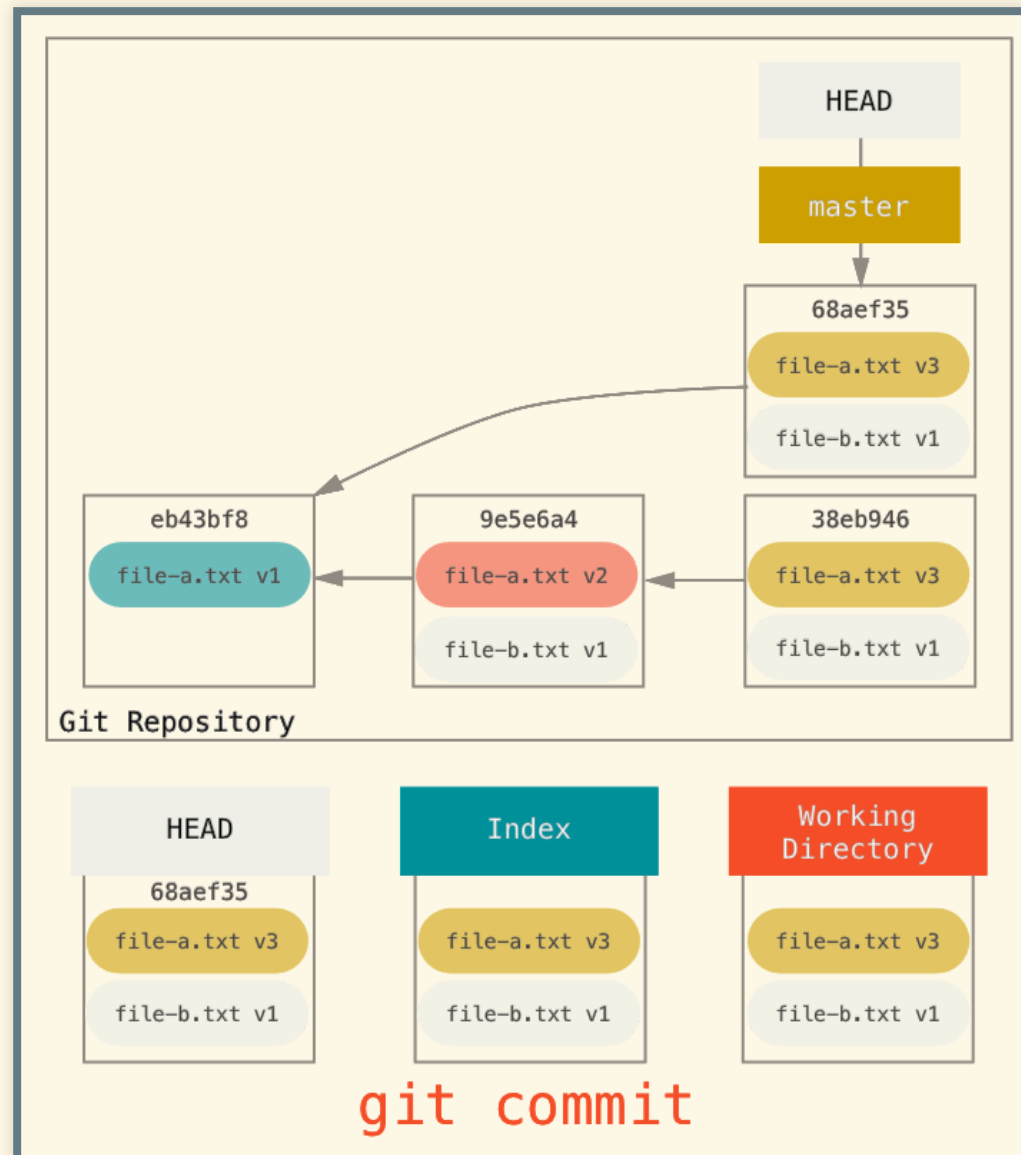 HEAD
master
68aef35
file-a.txt v3
file-b.txt v1
eb43bf8
file-a.txt v1
9e5e6a4
file-a.txt v2
file-b.txt v1
38eb946
file-a.txt v3
file-b.txt v1
Git Repository
HEAD
68aef35
file-a.txt v3
file-b.txt v1
Index
file-a.txt v3
file-b.txt v1
Working
Directory
file-a.txt v3
file-b.txt v1
git commit